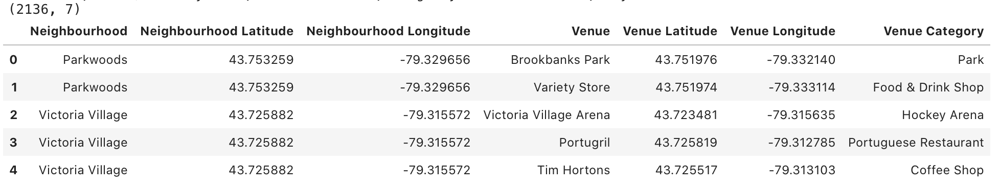 (2136, 7)
Neighbourhood Neighbourhood Latitude Neighbourhood Longitude Venue Venue Latitude Venue Longitude Venue Category
0 Parkwoods 43.753259 -79.329656 Brookbanks Park 43.751976 -79.332140 Park
1 Parkwoods 43.753259 -79.329656 Variety Store 43.751974 -79.333114 Food & Drink Shop
2 Victoria Village 43.725882 -79.315572 Victoria Village Arena 43.723481 -79.315635 Hockey Arena
3 Victoria Village 43.725882 -79.315572 Portugril 43.725819 -79.312785 Portuguese Restaurant
4 Victoria Village 43.725882 -79.315572 Tim Hortons 43.725517 -79.313103 Coffee Shop